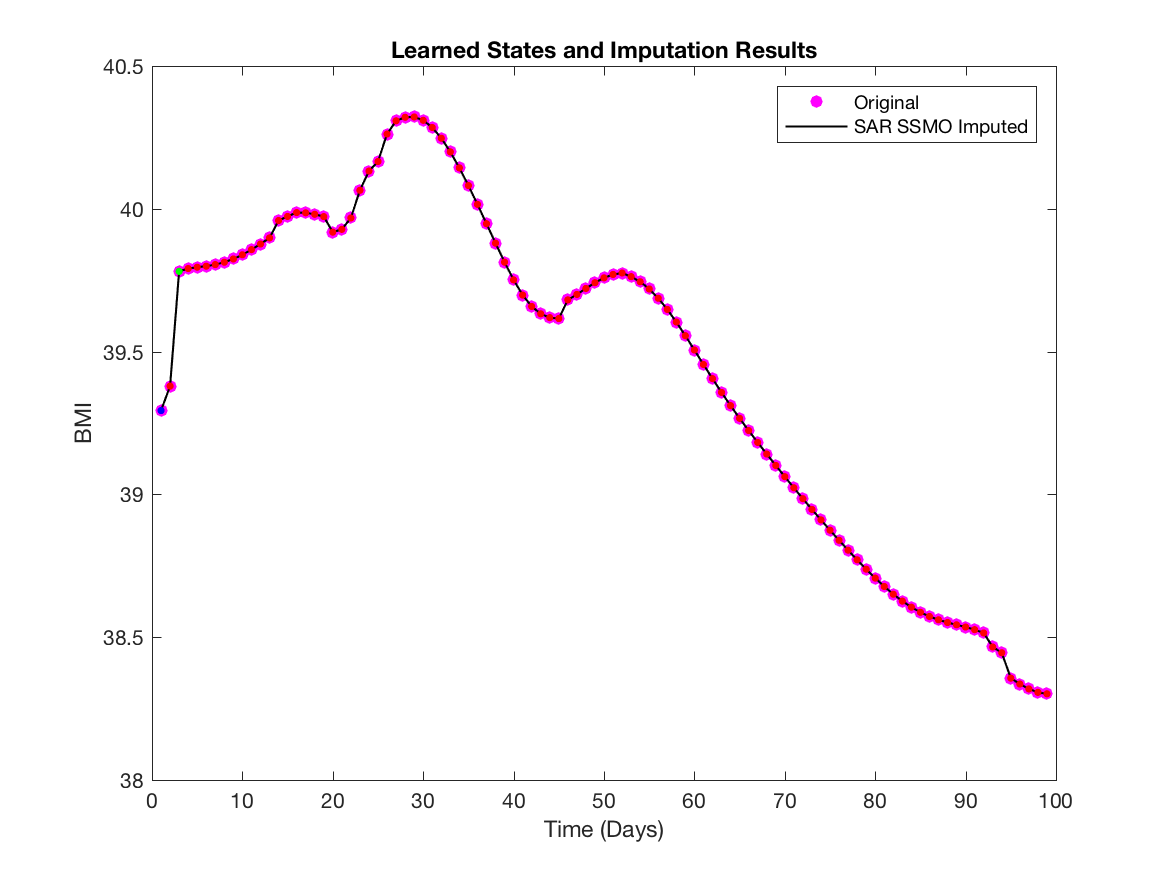 Learned States and Imputation Results
Original
SAR SSMO Imputed
BMI
40.5
40
39.5
39
38.5
38
0 10 20 30 40 50 60 70 80 90 100
Time (Days)